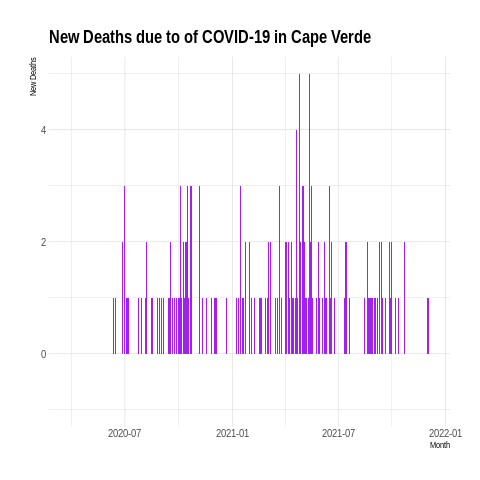 New Deaths due to of COVID-19 in Cape Verde
New Deaths
4
2
0
2020-07 2021-01 2021-07 2022-01
Month